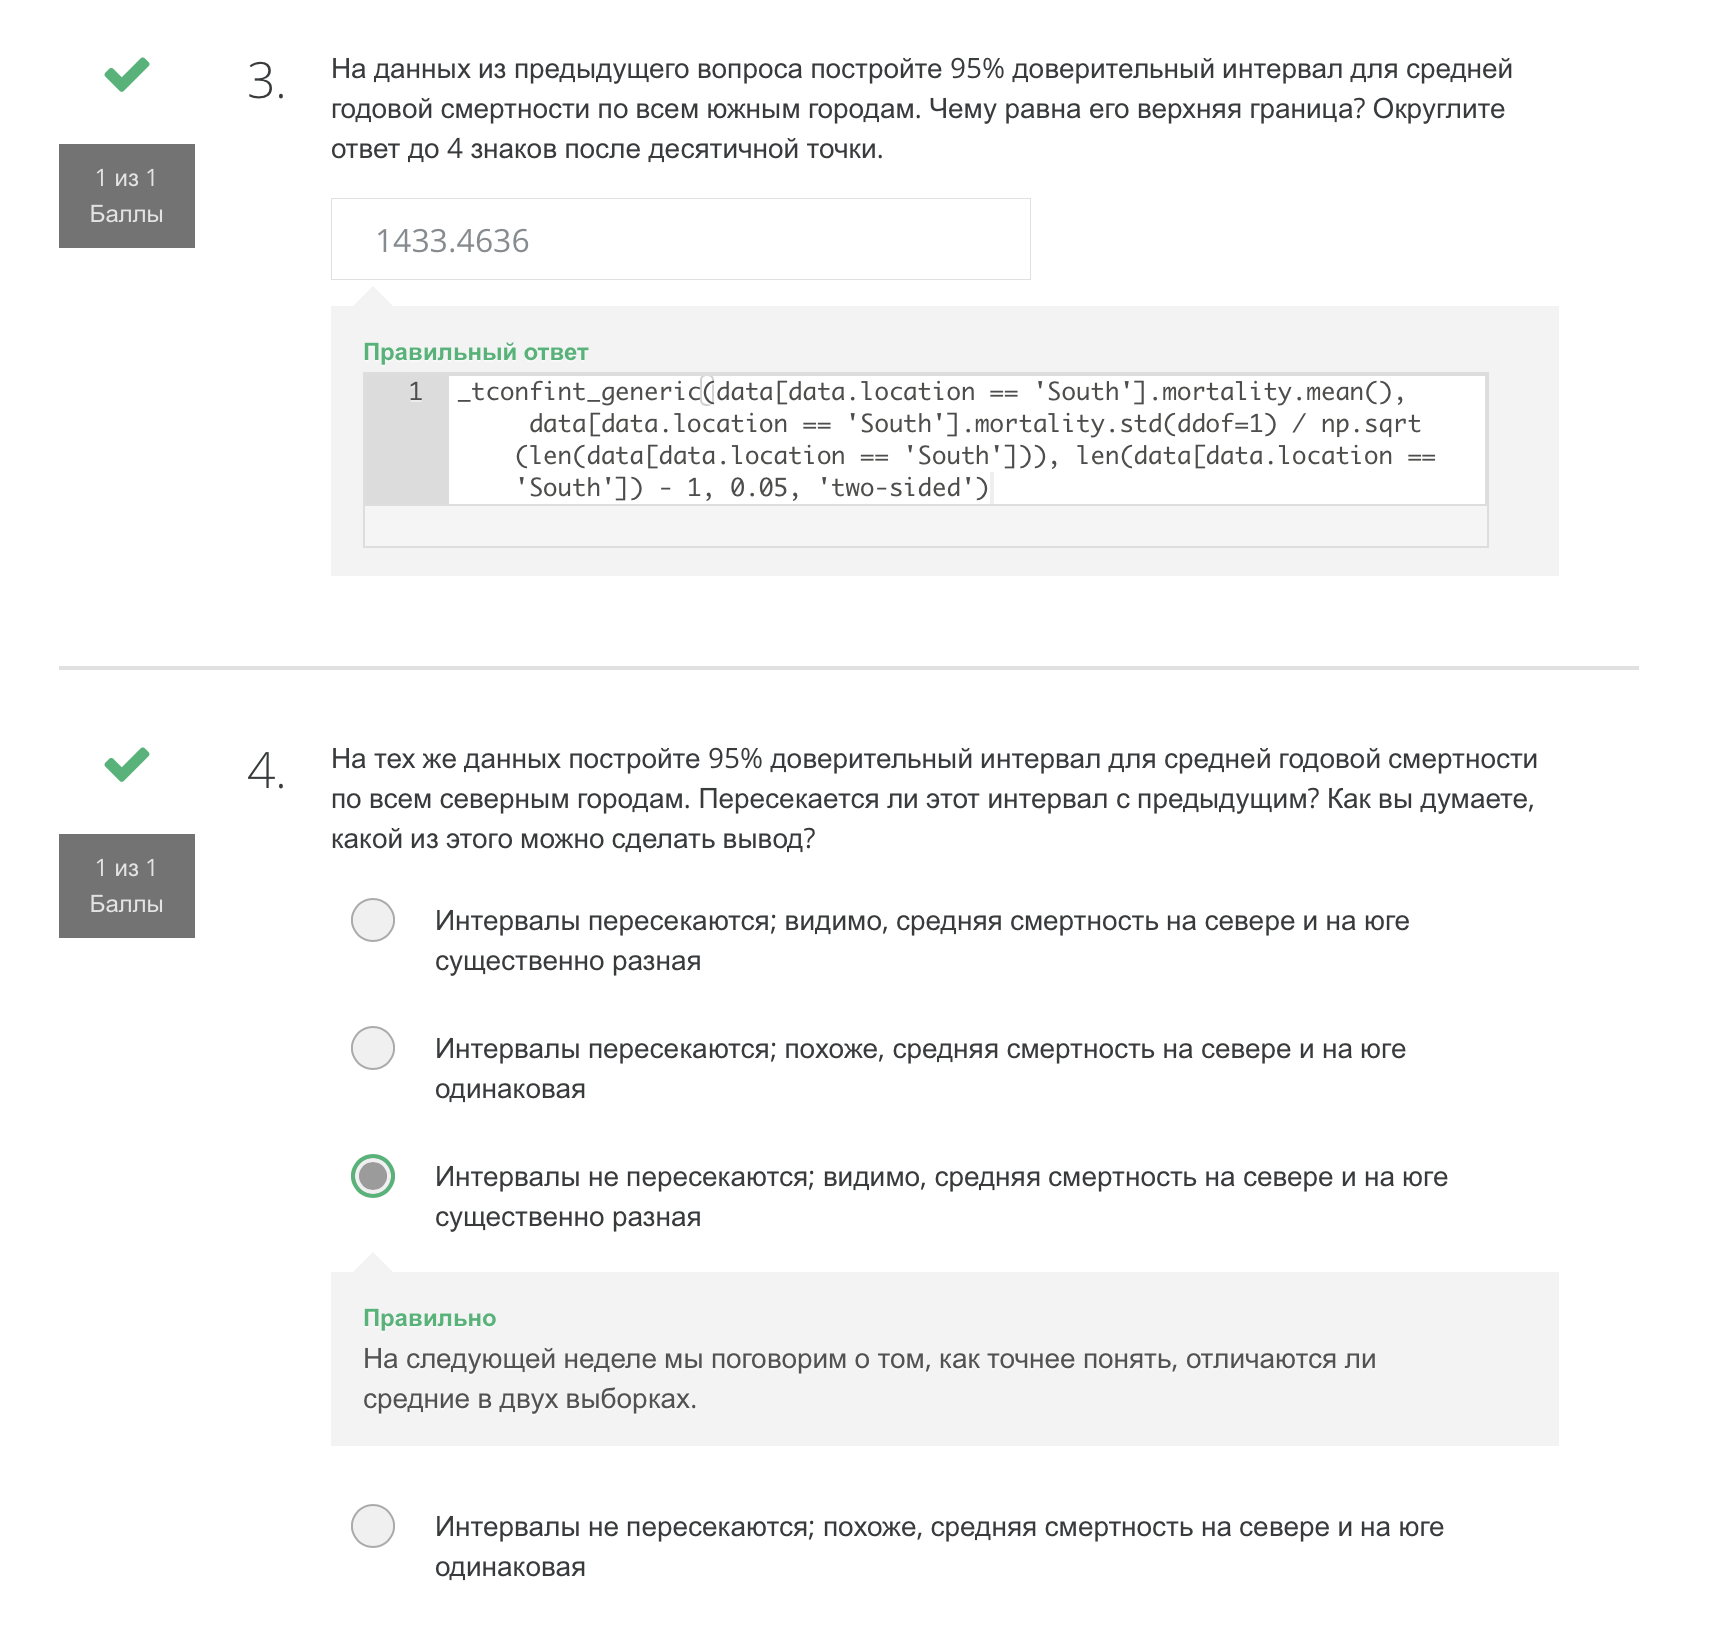 3.
На данных из предыдущего вопроса постройте 95% доверительный интервал для средней
годовой смертности по всем южным городам. Чему равна его верхняя граница? Округлите
ответ до 4 знаков после десятичной точки.
1 из 1
Баллы
1433.4636
Правильный ответ
1 _tconfint_generic(data[data.location == 'South'].mortality.mean(),
data[data.location == 'South'].mortality.std(ddof=1) / np.sqrt
(len(data[data.location == 'South'])), len(data[data.location ==
'South']) - 1, 0.05, 'two-sided')
4.
На тех же данных постройте 95% доверительный интервал для средней годовой смертности
по всем северным городам. Пересекается ли этот интервал с предыдущим? Как вы думаете,
какой из этого можно сделать вывод?
1 из 1
Баллы
Интервалы пересекаются; видимо, средняя смертность на севере и на юге
существенно разная
Интервалы пересекаются; похоже, средняя смертность на севере и на юге
одинаковая
Интервалы не пересекаются; видимо, средняя смертность на севере и на юге
существенно разная
Правильно
На следующей неделе мы поговорим о том, как точнее понять, отличаются ли
средние в двух выборках.
Интервалы не пересекаются; похоже, средняя смертность на севере и на юге
одинаковая